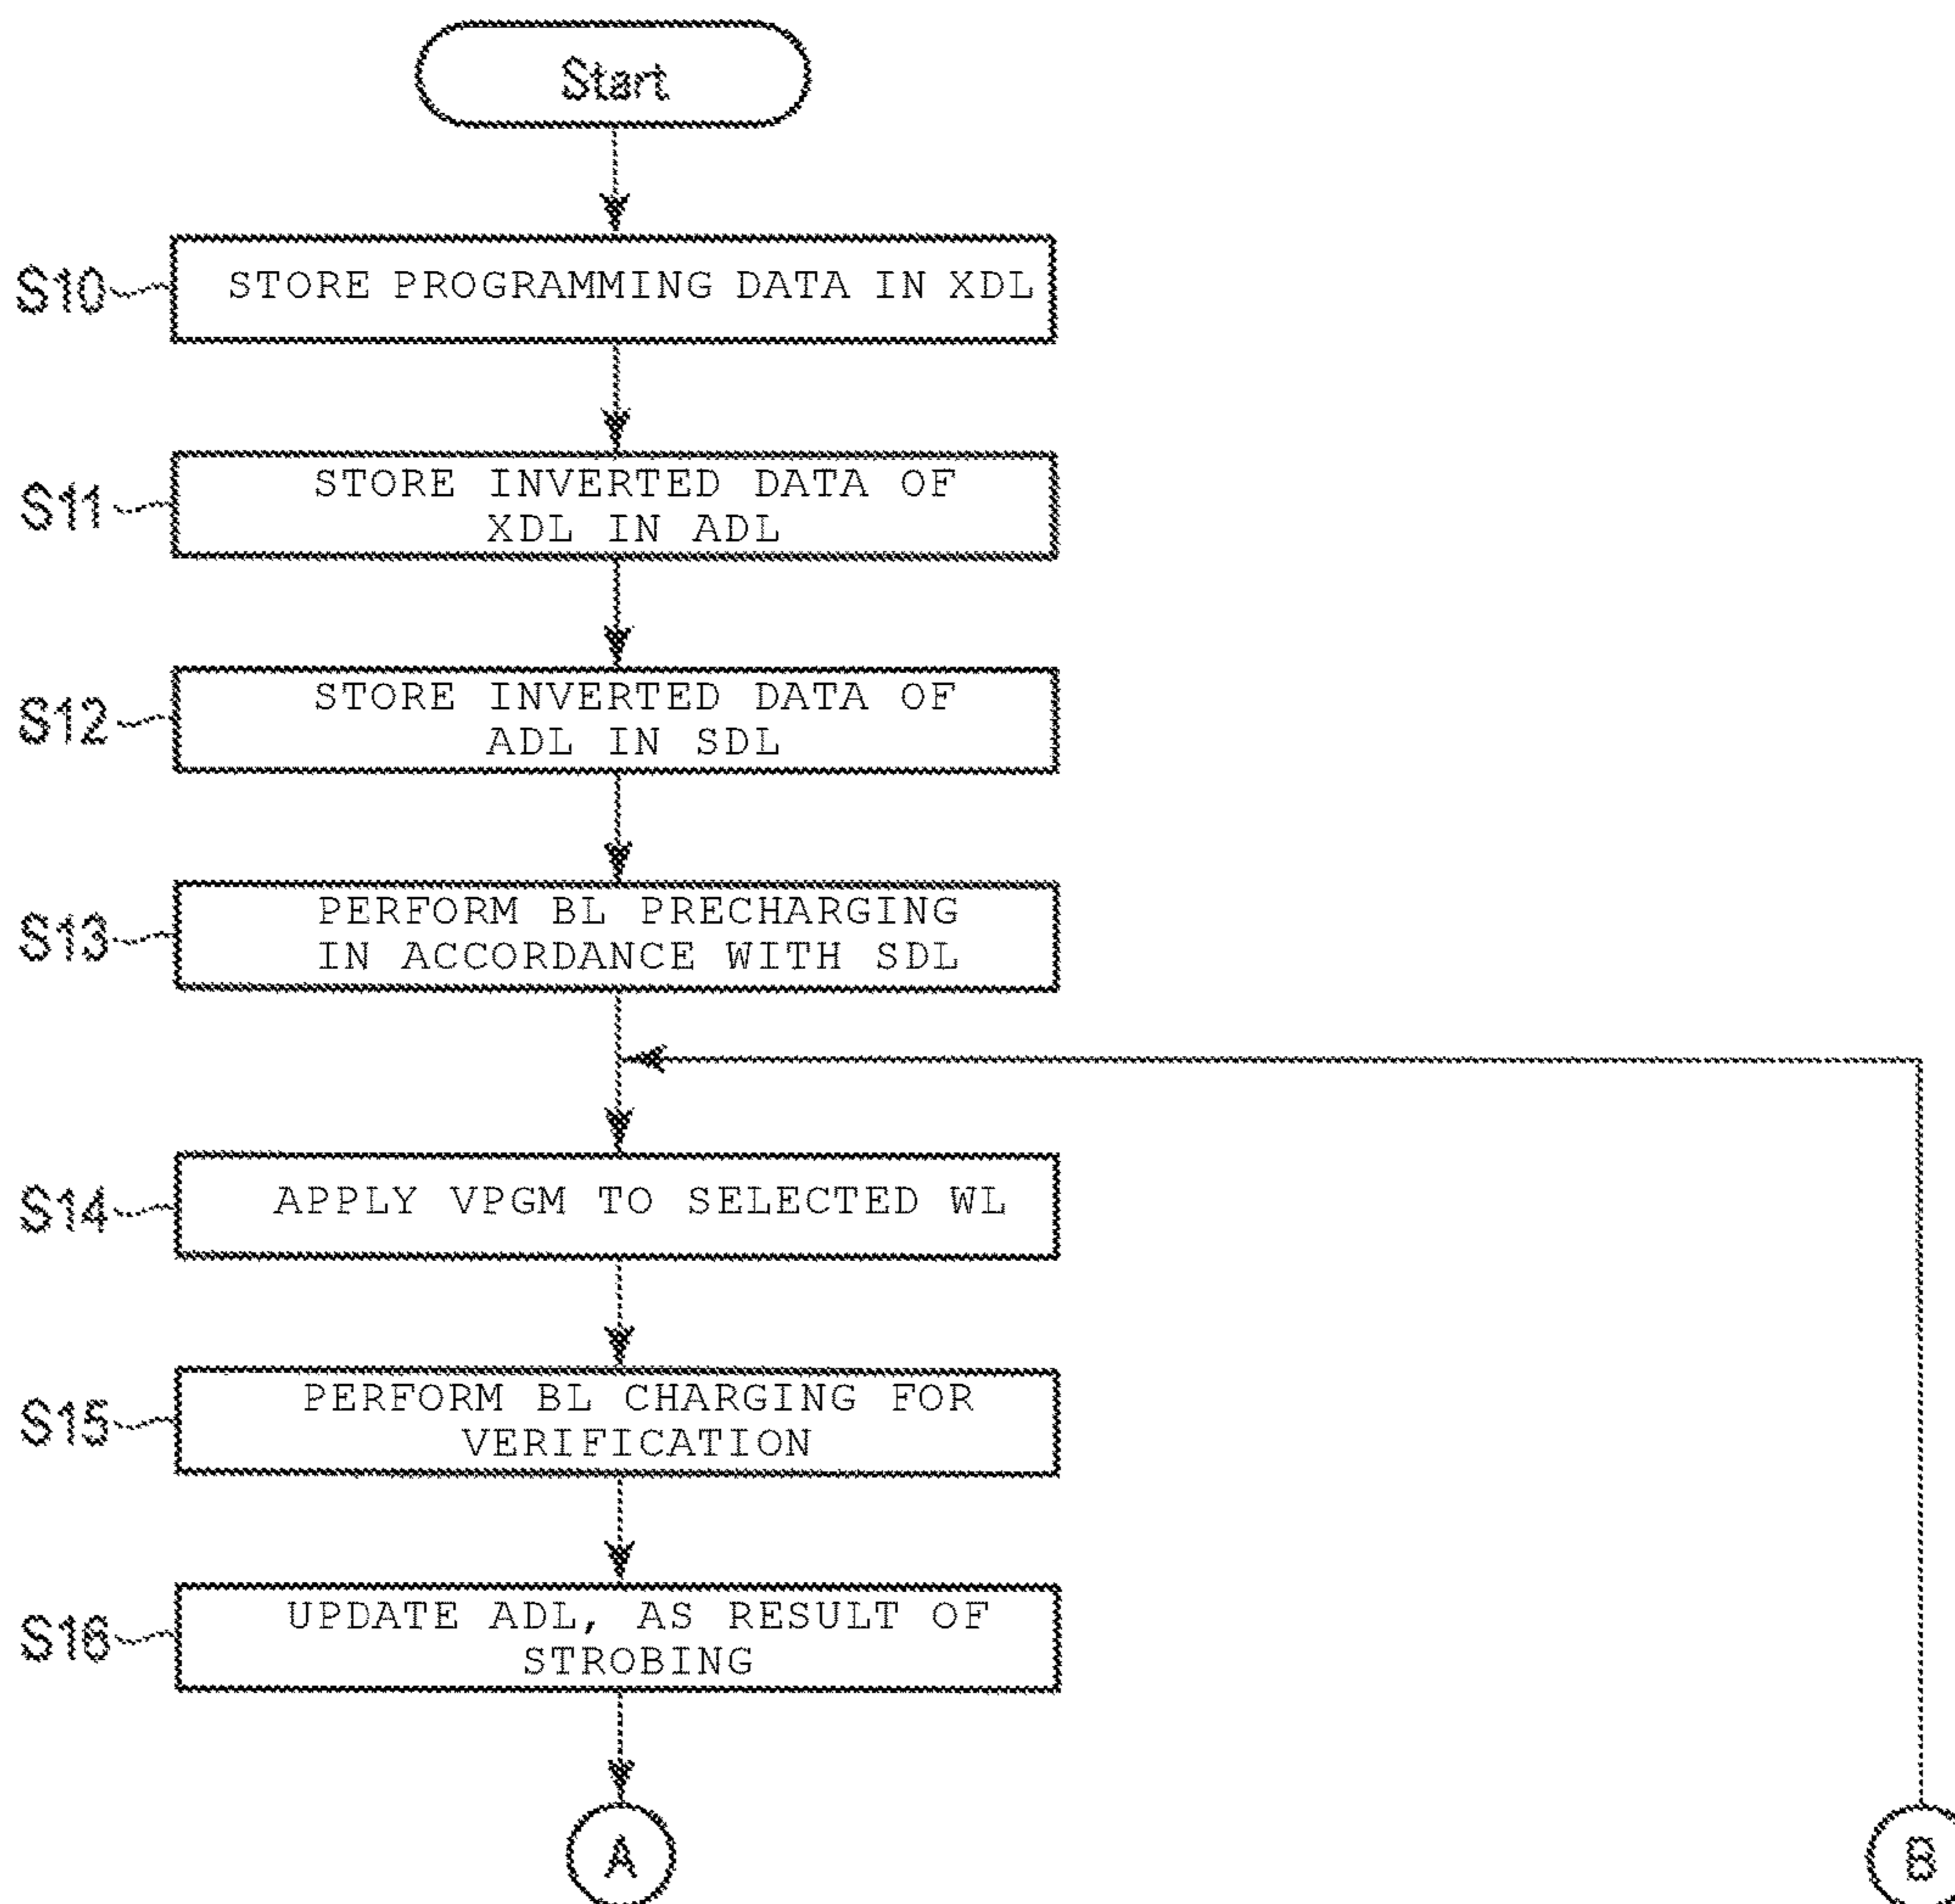 Start
S10
STORE PROGRAMMING DATA IN XDL
S11
STORE INVERTED DATA OF
XDL IN ADL
S12
STORE INVERTED DATA OF
ADL IN SDL
S13
PERFORM BL PRECHARGING
IN ACCORDANCE WITH SDL
S14
APPLY VPGM TO SELECTED WL
S15
PERFORM BL CHARGING FOR
VERIFICATION
S16
UPDATE ADL, AS RESULT OF
STROBING
A
B